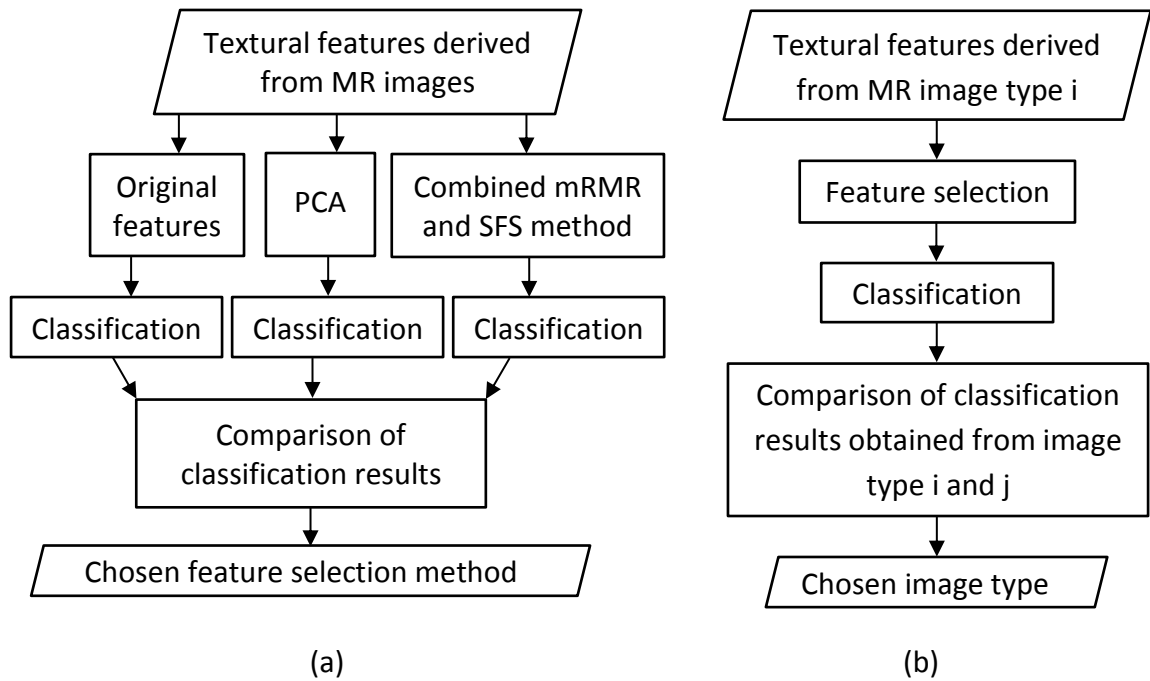 Textural features derived
from MR images
Original
features
PCA
Combined mRMR
and SFS method
Classification
Classification
Classification
Comparison of
classification results
Chosen feature selection method
(a)
Textural features derived
from MR image type i
Feature selection
Classification
Comparison of classification
results obtained from image
type i and j
Chosen image type
(b)